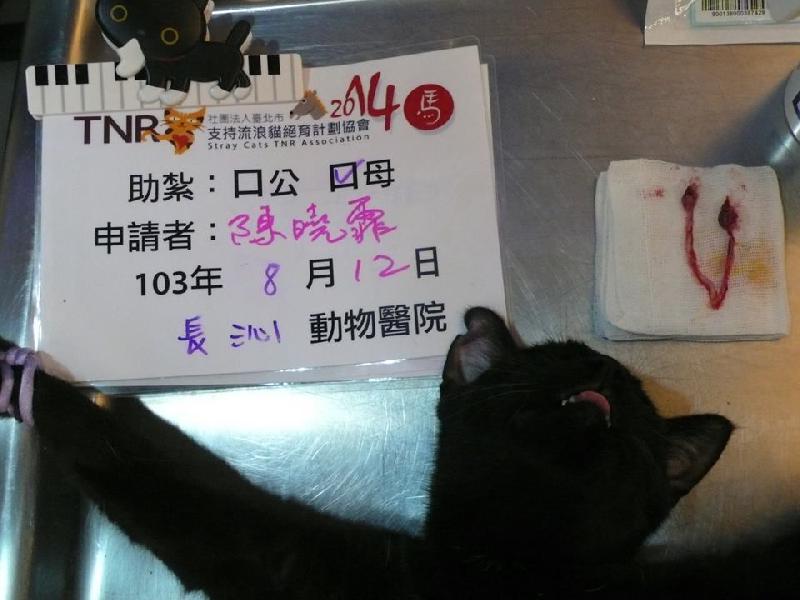 TNR 社團法人臺北市 2014 馬
支持流浪貓絕育計劃協會
Stray Cats TNR Association
助紮：口公 口母
申請者：陳曉霏
103年 8月12日
長沁 動物醫院